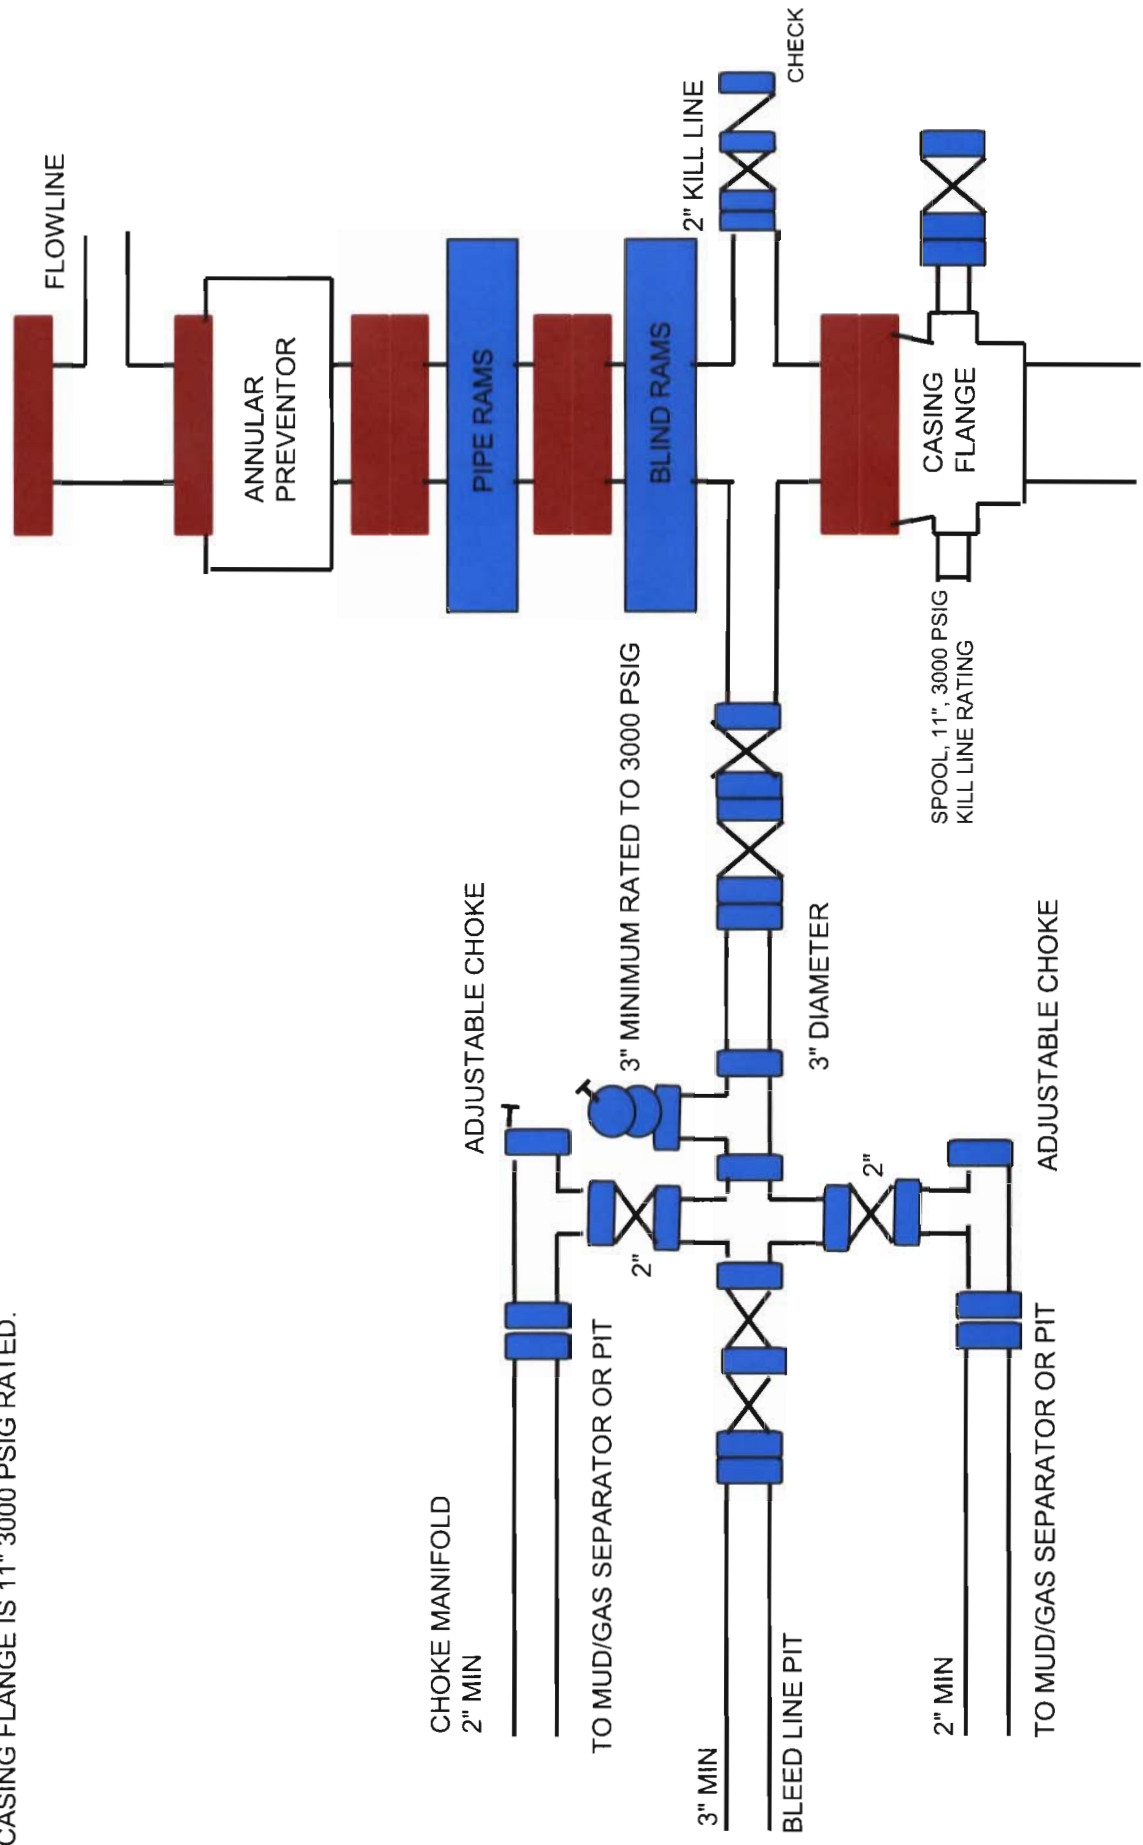 CASING FLANGE IS 11" 3000 PSIG RATED.
FLOWLINE
ANNULAR
PREVENTOR
PIPE RAMS
BLIND RAMS
2" KILL LINE
CHECK
CASING
FLANGE
SPOOL, 11", 3000 PSIG
KILL LINE RATING
3" MINIMUM RATED TO 3000 PSIG
3" DIAMETER
ADJUSTABLE CHOKE
2"
2"
ADJUSTABLE CHOKE
CHOKE MANIFOLD
2" MIN
TO MUD/GAS SEPARATOR OR PIT
3" MIN
BLEED LINE PIT
2" MIN
TO MUD/GAS SEPARATOR OR PIT